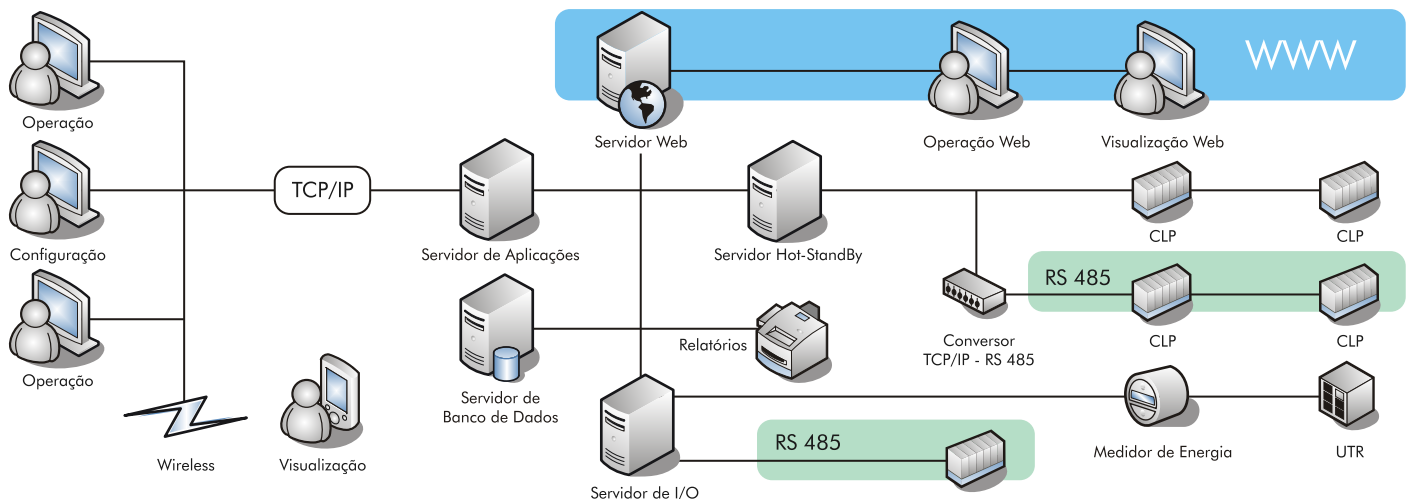 WWW
Operação
Servidor Web
Operação Web
Visualização Web
TCP/IP
Configuração
Servidor de Aplicações
Servidor Hot-StandBy
CLP
CLP
RS 485
Relatórios
Conversor
TCP/IP - RS 485
CLP
CLP
Operação
Servidor de
Banco de Dados
RS 485
Medidor de Energia
UTR
Wireless
Visualização
Servidor de I/O